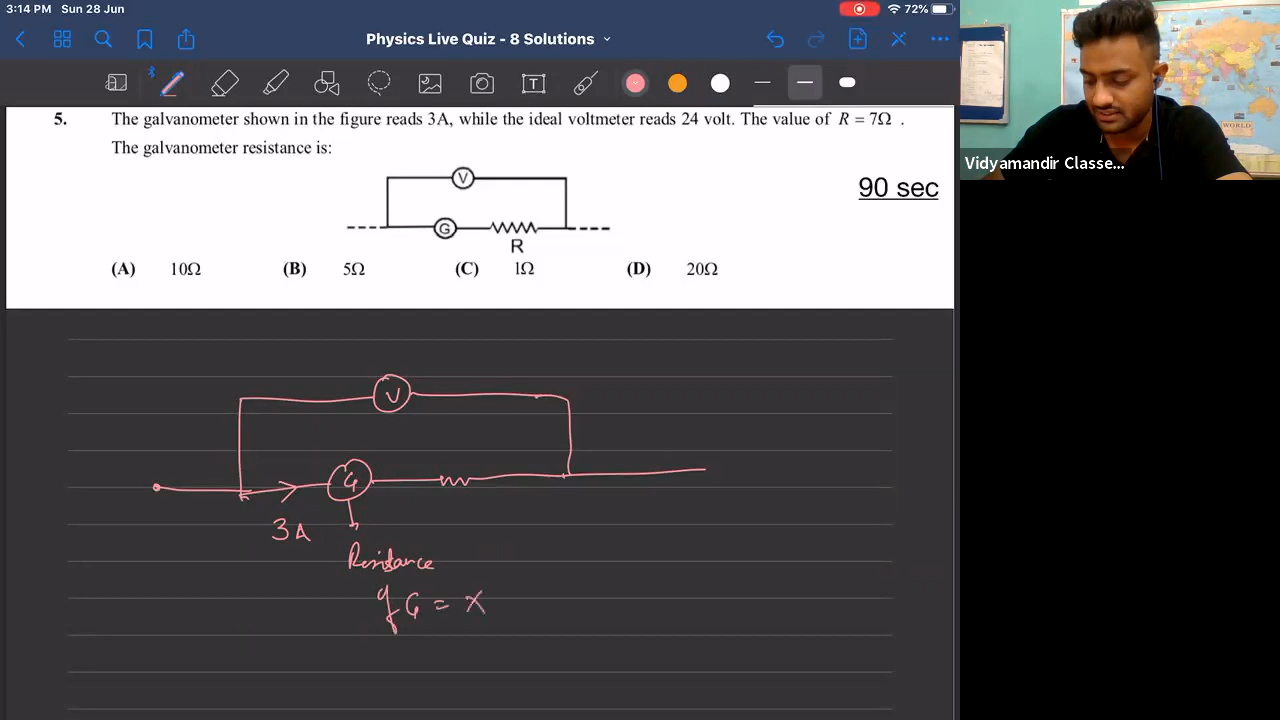 3:14 PM Sun 28 Jun
72%
Physics Live Quiz - 8 Solutions
T
5. The galvanometer shown in the figure reads 3A, while the ideal voltmeter reads 24 volt. The value of R = 7Ω .
The galvanometer resistance is:
90 sec
V
G
R
(A) 10Ω (B) 5Ω (C) 1Ω (D) 20Ω
V
G
3A
Resistance
of G = x
WORLD
Vidyamandir Classe...